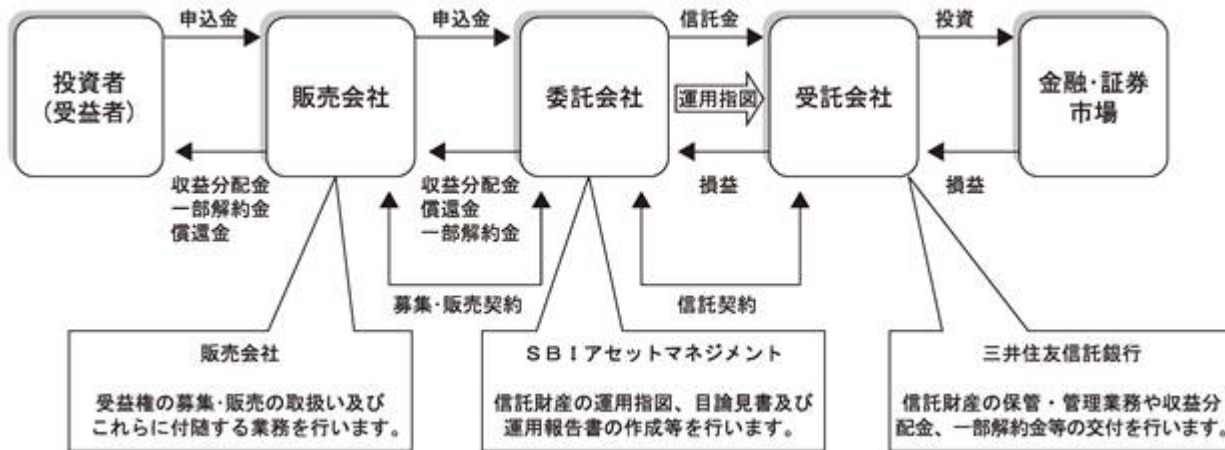 申込金
申込金
信託金
投資
投資者
(受益者)
販売会社
委託会社
運用指図
受託会社
金融･証券
市場
収益分配金
一部解約金
償還金
収益分配金
償還金
一部解約金
損益
損益
募集･販売契約
信託契約
販売会社
受益権の募集･販売の取扱い及び
これらに付随する業務を行います。
ＳＢＩアセットマネジメント
信託財産の運用指図、目論見書及び
運用報告書の作成等を行います。
三井住友信託銀行
信託財産の保管・管理業務や収益分
配金、一部解約金等の交付を行います。